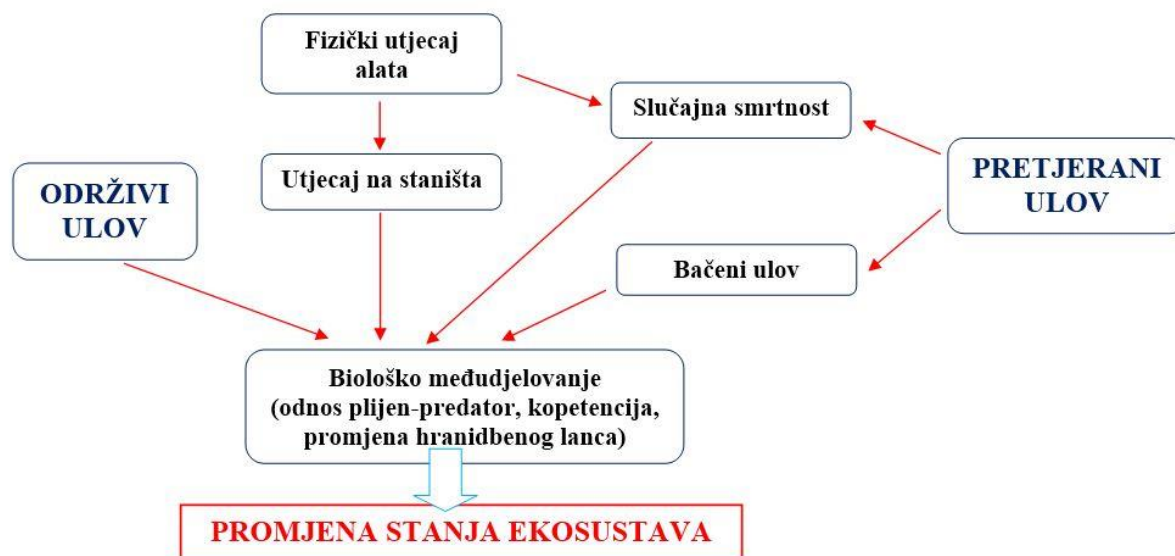 Fizički utjecaj
alata
Slučajna smrtnost
ODRŽIVI
ULOV
Utjecaj na staništa
PRETJERANI
ULOV
Bačeni ulov
Biološko međudjelovanje
(odnos plijen-predator, kopetencija,
promjena hranidbenog lanca)
PROMJENA STANJA EKOSUSTAVA